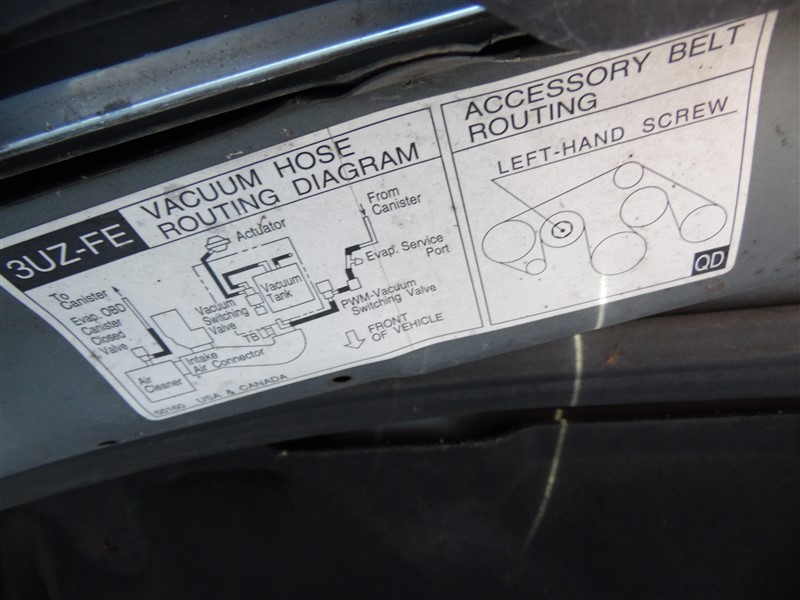 3UZ-FE
VACUUM HOSE
ROUTING DIAGRAM
To
Canister
Evap. OBD
Canister
Closed
Valve
Air
Cleaner
Intake
Air Connector
Vacuum
Switching
Valve
Actuator
Vacuum
Tank
TB
From
Canister
Evap. Service
Port
PWM-Vacuum
Switching Valve
FRONT
OF VEHICLE
50160 USA & CANADA
ACCESSORY BELT
ROUTING
LEFT-HAND SCREW
QD